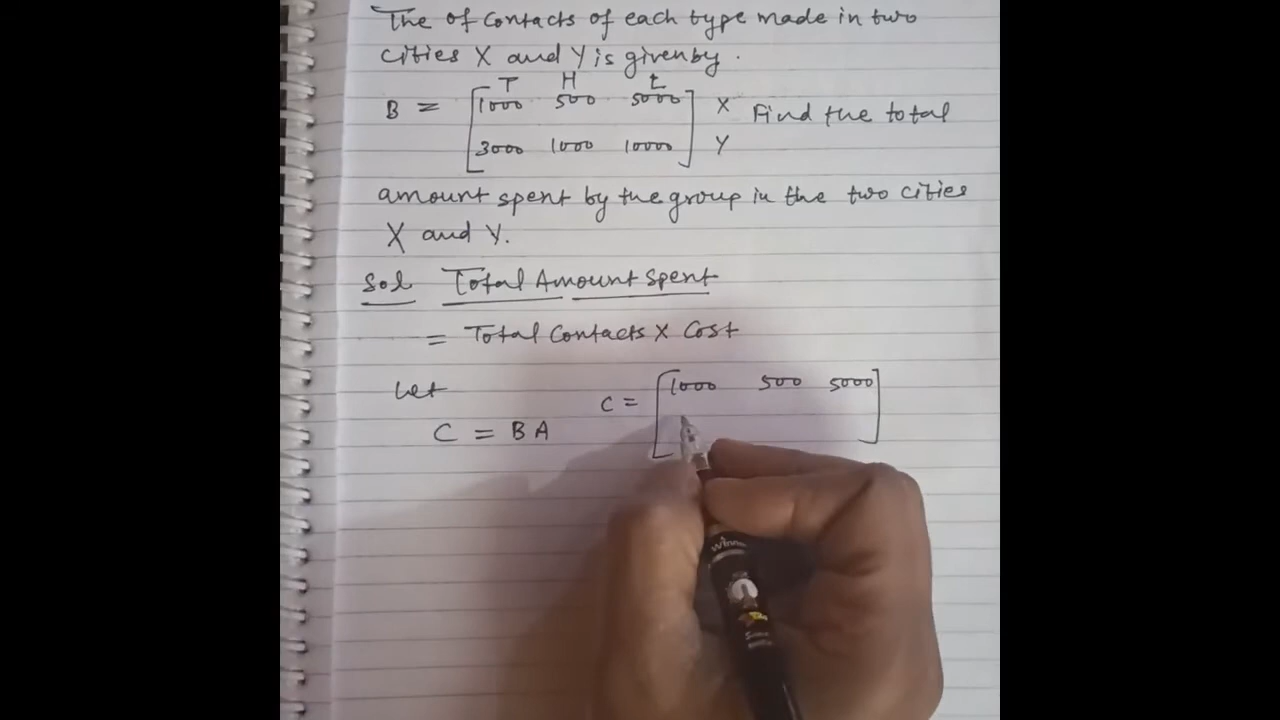 The of contacts of each type made in two
cities X and Y is given by.
T H L
B = [1000 500 5000] X Find the total
3000 1000 10000 Y
amount spent by the group in the two cities
X and Y.
Sol Total Amount Spent
= Total Contacts X Cost
Let C = [1000 500 5000]
C = BA
Winner